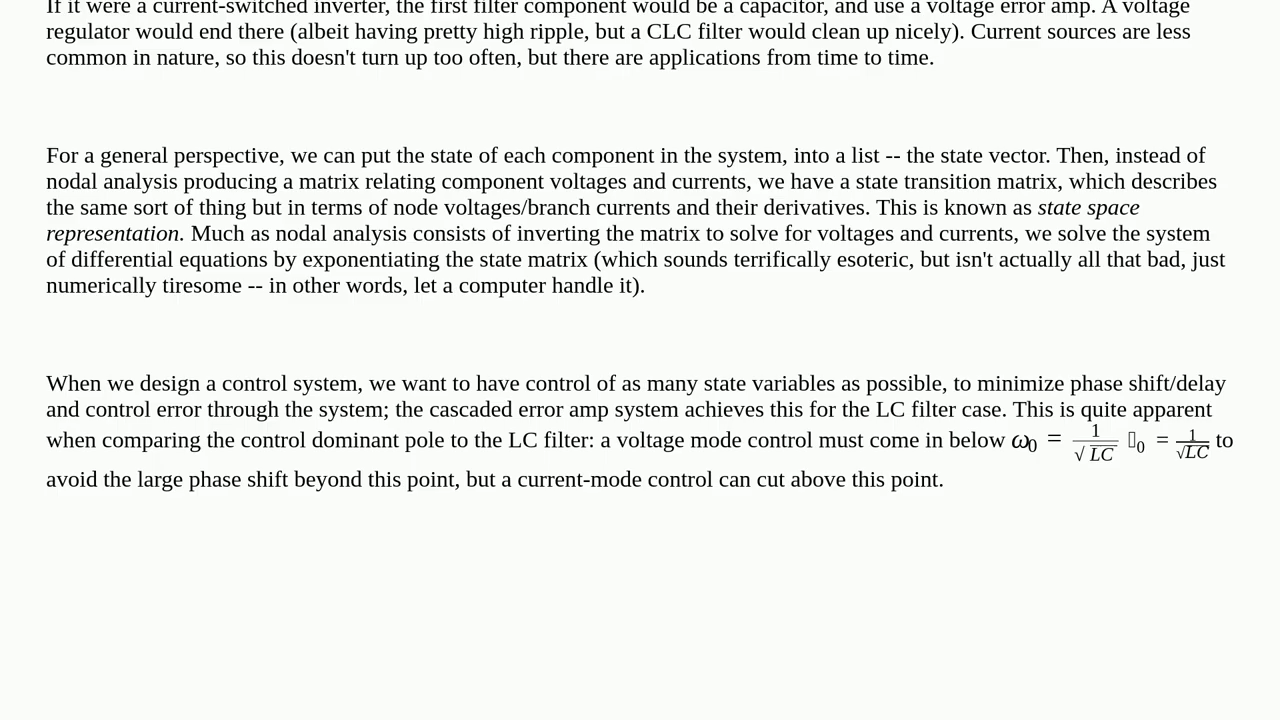 If it were a current-switched inverter, the first filter component would be a capacitor, and use a voltage error amp. A voltage
regulator would end there (albeit having pretty high ripple, but a CLC filter would clean up nicely). Current sources are less
common in nature, so this doesn't turn up too often, but there are applications from time to time.
For a general perspective, we can put the state of each component in the system, into a list -- the state vector. Then, instead of
nodal analysis producing a matrix relating component voltages and currents, we have a state transition matrix, which describes
the same sort of thing but in terms of node voltages/branch currents and their derivatives. This is known as state space
representation. Much as nodal analysis consists of inverting the matrix to solve for voltages and currents, we solve the system
of differential equations by exponentiating the state matrix (which sounds terrifically esoteric, but isn't actually all that bad, just
numerically tiresome -- in other words, let a computer handle it).
When we design a control system, we want to have control of as many state variables as possible, to minimize phase shift/delay
and control error through the system; the cascaded error amp system achieves this for the LC filter case. This is quite apparent
when comparing the control dominant pole to the LC filter: a voltage mode control must come in below ω₀ = 1/√LC ₀ = 1/√LC to
avoid the large phase shift beyond this point, but a current-mode control can cut above this point.